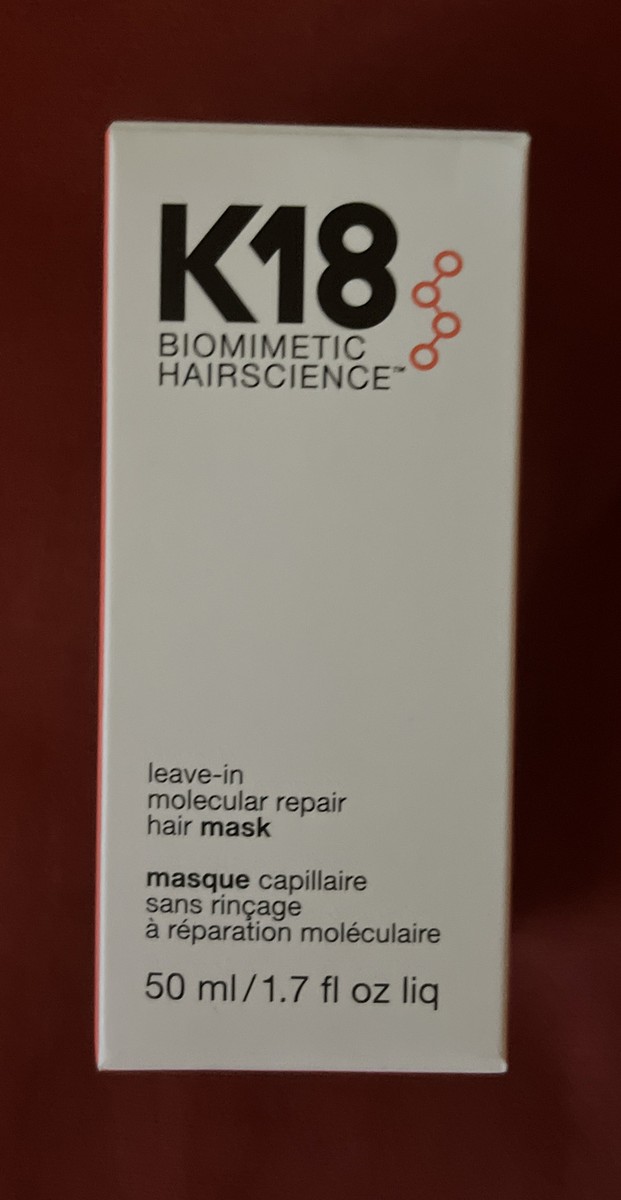 K18
BIOMIMETIC
HAIRSCIENCE™
leave-in
molecular repair
hair mask
masque capillaire
sans rinçage
à réparation moléculaire
50 ml/1.7 fl oz liq